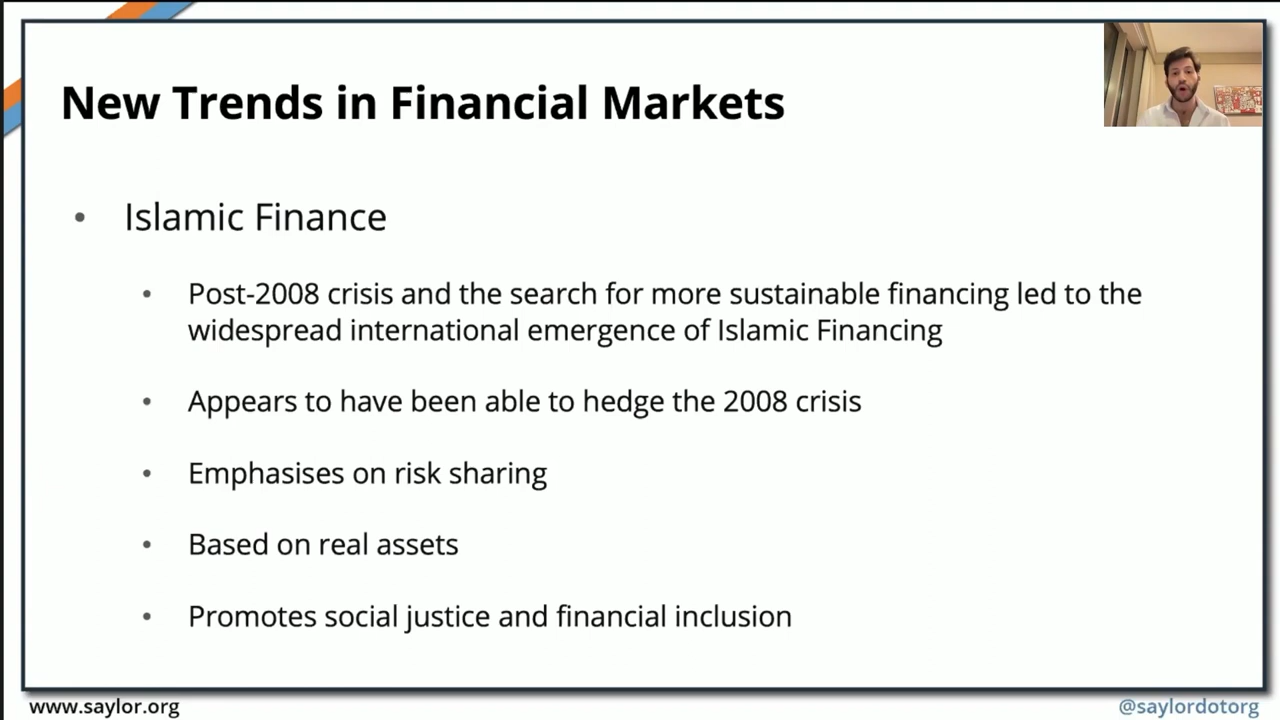 New Trends in Financial Markets
• Islamic Finance
• Post-2008 crisis and the search for more sustainable financing led to the
widespread international emergence of Islamic Financing
• Appears to have been able to hedge the 2008 crisis
• Emphasises on risk sharing
• Based on real assets
• Promotes social justice and financial inclusion
www.saylor.org
@saylordotorg